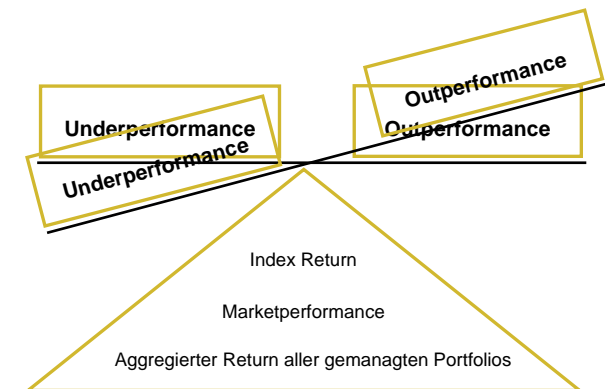 Outperformance
Underperformance
Outperformance
Underperformance
Index Return
Marketperformance
Aggregierter Return aller gemanagten Portfolios